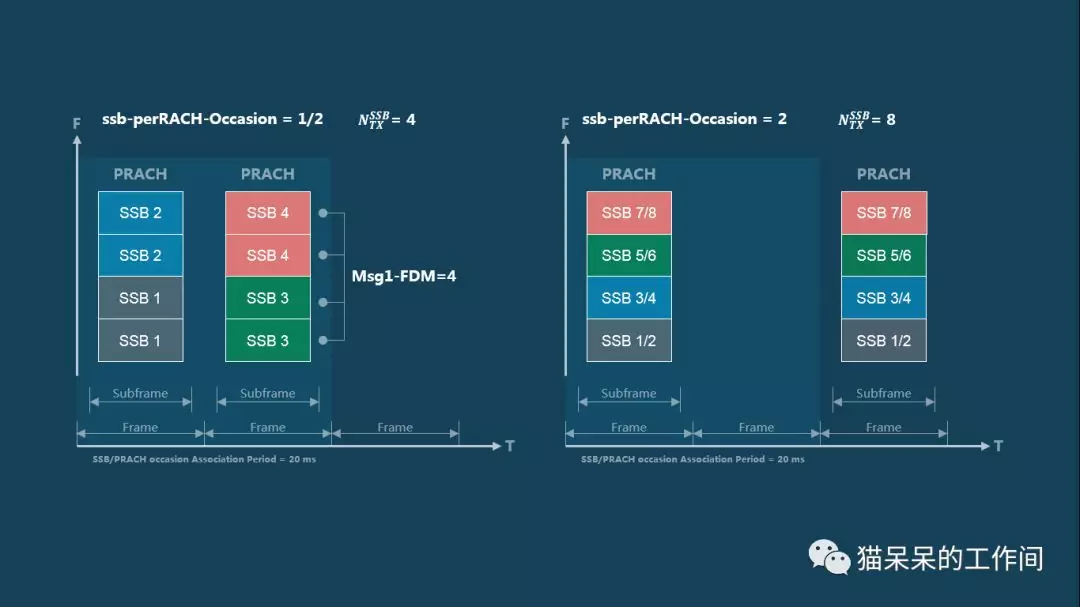 ssb-perRACH-Occasion = 1/2 N_TX^SSB = 4
F
PRACH PRACH
SSB 2 SSB 4
SSB 2 SSB 4
SSB 1 SSB 3
SSB 1 SSB 3
Msg1-FDM=4
Subframe Subframe
Frame Frame Frame
T
SSB/PRACH occasion Association Period = 20 ms
ssb-perRACH-Occasion = 2 N_TX^SSB = 8
F
PRACH PRACH
SSB 7/8 SSB 7/8
SSB 5/6 SSB 5/6
SSB 3/4 SSB 3/4
SSB 1/2 SSB 1/2
Subframe Subframe
Frame Frame Frame
T
SSB/PRACH occasion Association Period = 20 ms
猫呆呆的工作间